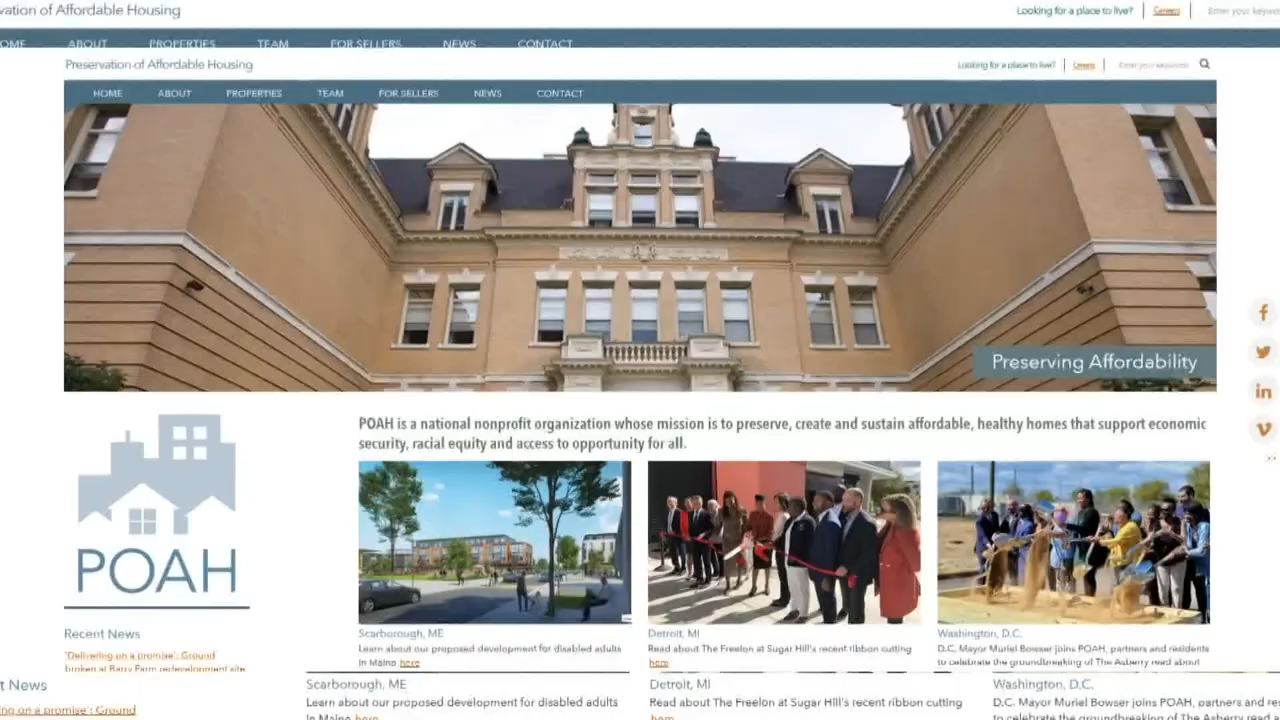 vation of Affordable Housing
Looking for a place to live? Careers Enter your keywor
OME ABOUT PROPERTIES TEAM FOR SELLERS NEWS CONTACT
Preservation of Affordable Housing
Looking for a place to live? Careers Enter your keywords
HOME ABOUT PROPERTIES TEAM FOR SELLERS NEWS CONTACT
Preserving Affordability
POAH is a national nonprofit organization whose mission is to preserve, create and sustain affordable, healthy homes that support economic
security, racial equity and access to opportunity for all.
POAH
Recent News
'Delivering on a promise': Ground
broken at Barry Farm redevelopment site
Scarborough, ME
Learn about our proposed development for disabled adults
in Maine here
Detroit, MI
Read about The Freelon at Sugar Hill's recent ribbon cutting
here
Washington, D.C.
D.C. Mayor Muriel Bowser joins POAH, partners and residents
to celebrate the groundbreaking of The Asberry read about
t News
ing on a promise': Ground
Scarborough, ME
Learn about our proposed development for disabled adults
in Maine here
Detroit, MI
Read about The Freelon at Sugar Hill's recent ribbon cutting
here
Washington, D.C.
D.C. Mayor Muriel Bowser joins POAH, partners and re
to celebrate the groundbreaking of The Asberry read